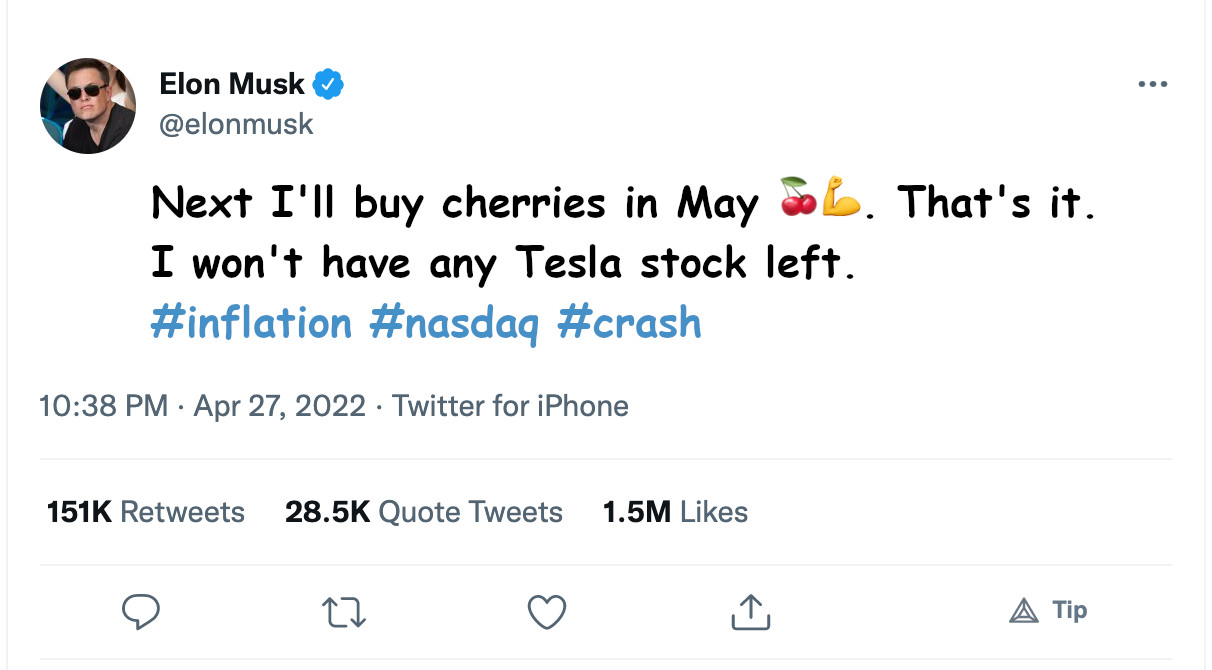 Elon Musk
@elonmusk
Next I'll buy cherries in May 🍒💪. That's it.
I won't have any Tesla stock left.
#inflation #nasdaq #crash
10:38 PM · Apr 27, 2022 · Twitter for iPhone
151K Retweets 28.5K Quote Tweets 1.5M Likes
Tip